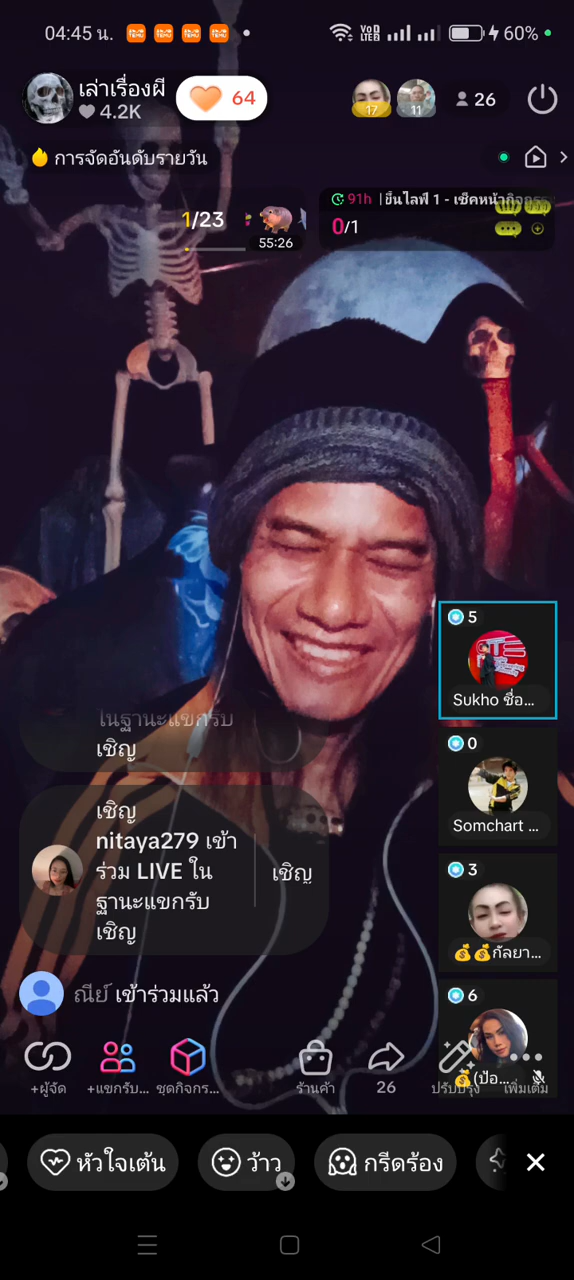 04:45 น.
VoD LTEB
60%
เล่าเรื่องผี
4.2K
64
17
11
26
การจัดอันดับรายวัน
1/23
55:26
91h
ขึ้นไลฟ์ 1 - เช็คหน้ากิจกรร
0/1
5
Sukho ชื่อ...
0
Somchart ...
3
กัลยา...
6
(ป้อ...
ในฐานะแขกรับ
เชิญ
เชิญ
nitaya279 เข้า
ร่วม LIVE ใน
ฐานะแขกรับ
เชิญ
เชิญ
ณีย์ เข้าร่วมแล้ว
+ผู้จัด
+แขกรับ...
ชุดกิจกร...
ร้านค้า
26
ปรับปรุง
เพิ่มเติม
หัวใจเต้น
ว้าว
กรีดร้อง